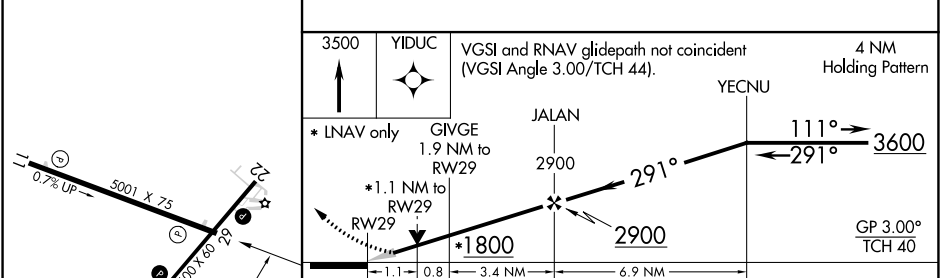 3500
YIDUC
VGSI and RNAV glidepath not coincident
(VGSI Angle 3.00/TCH 44).
4 NM
Holding Pattern
YECNU
JALAN
* LNAV only
GIVGE
1.9 NM to
RW29
111°
291°
3600
2900
291°
*1.1 NM to
RW29
RW29
*1800
2900
GP 3.00°
TCH 40
1.1
0.8
3.4 NM
6.9 NM
11
P
0.7% UP
5001 X 75
22
P
P
29
00 X 60
P